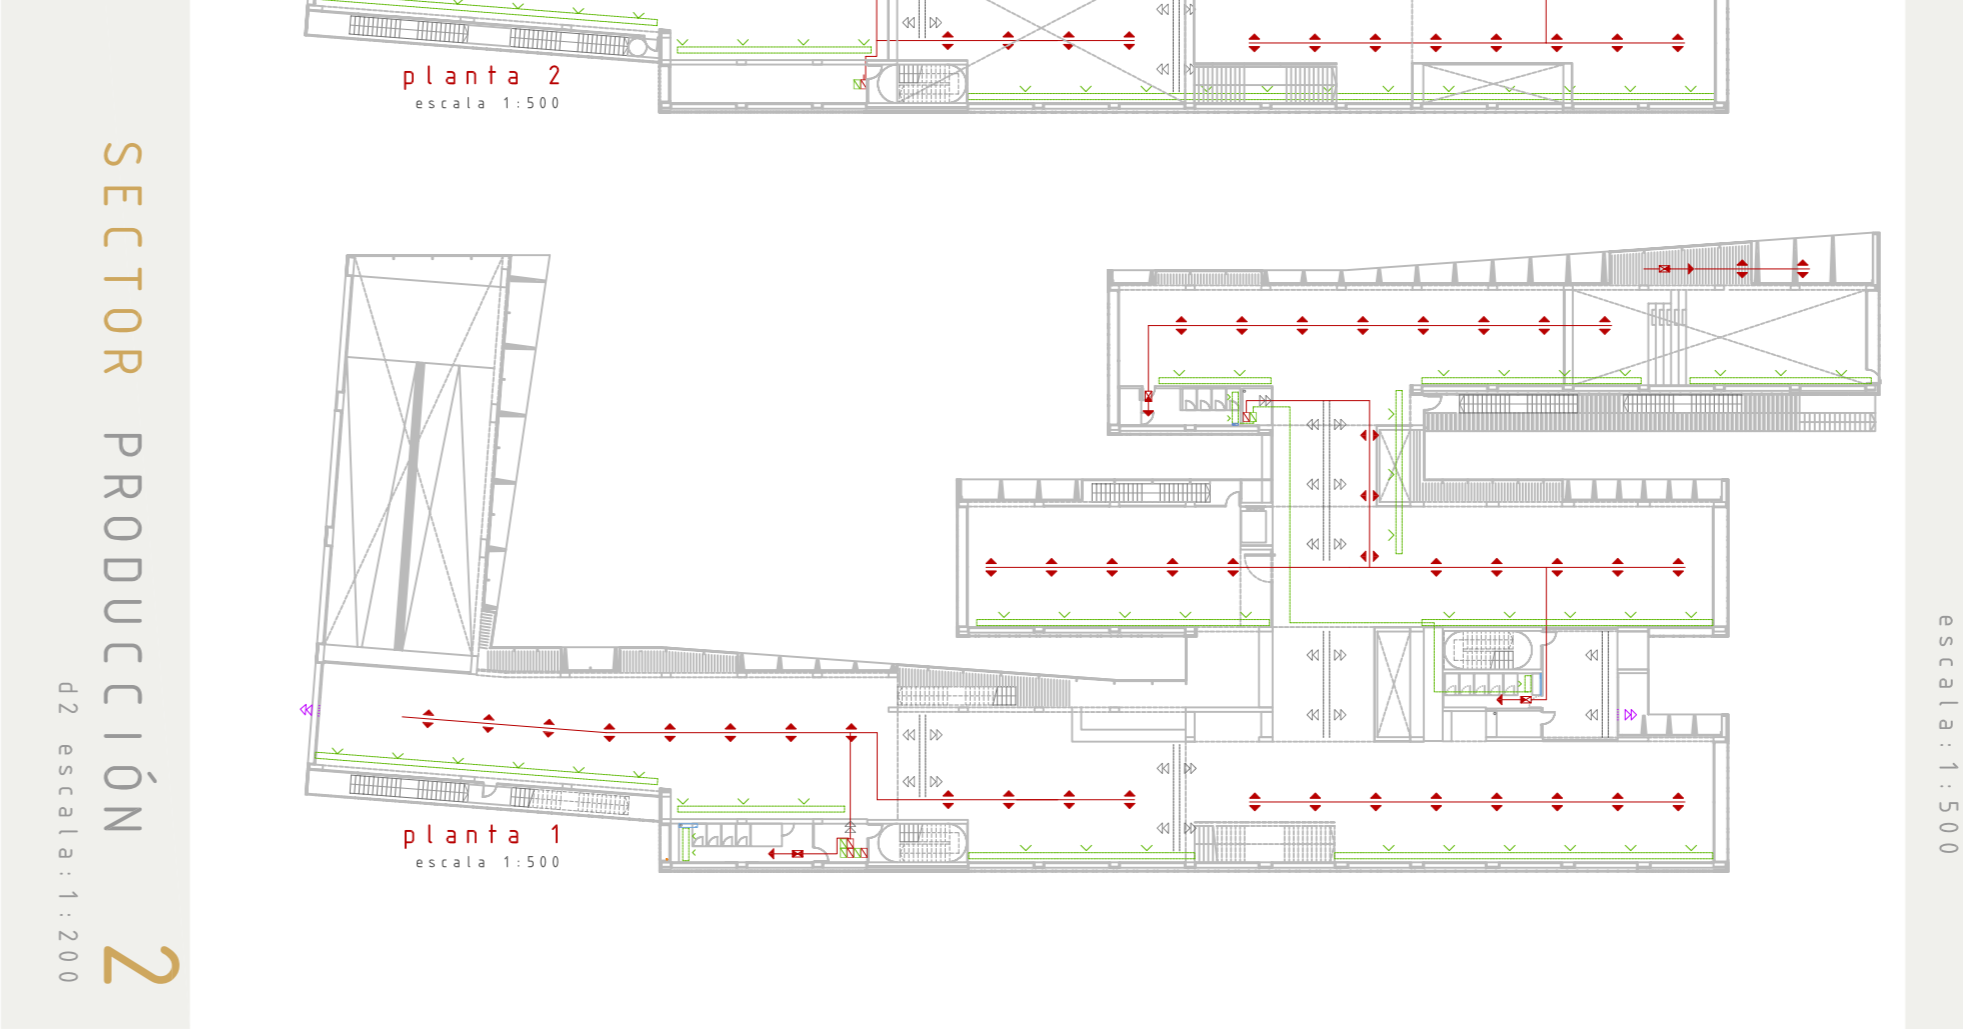 SECTOR PRODUCCIÓN 2
d2 escala:1:200
planta 2
escala 1:500
planta 1
escala 1:500
escala:1:500